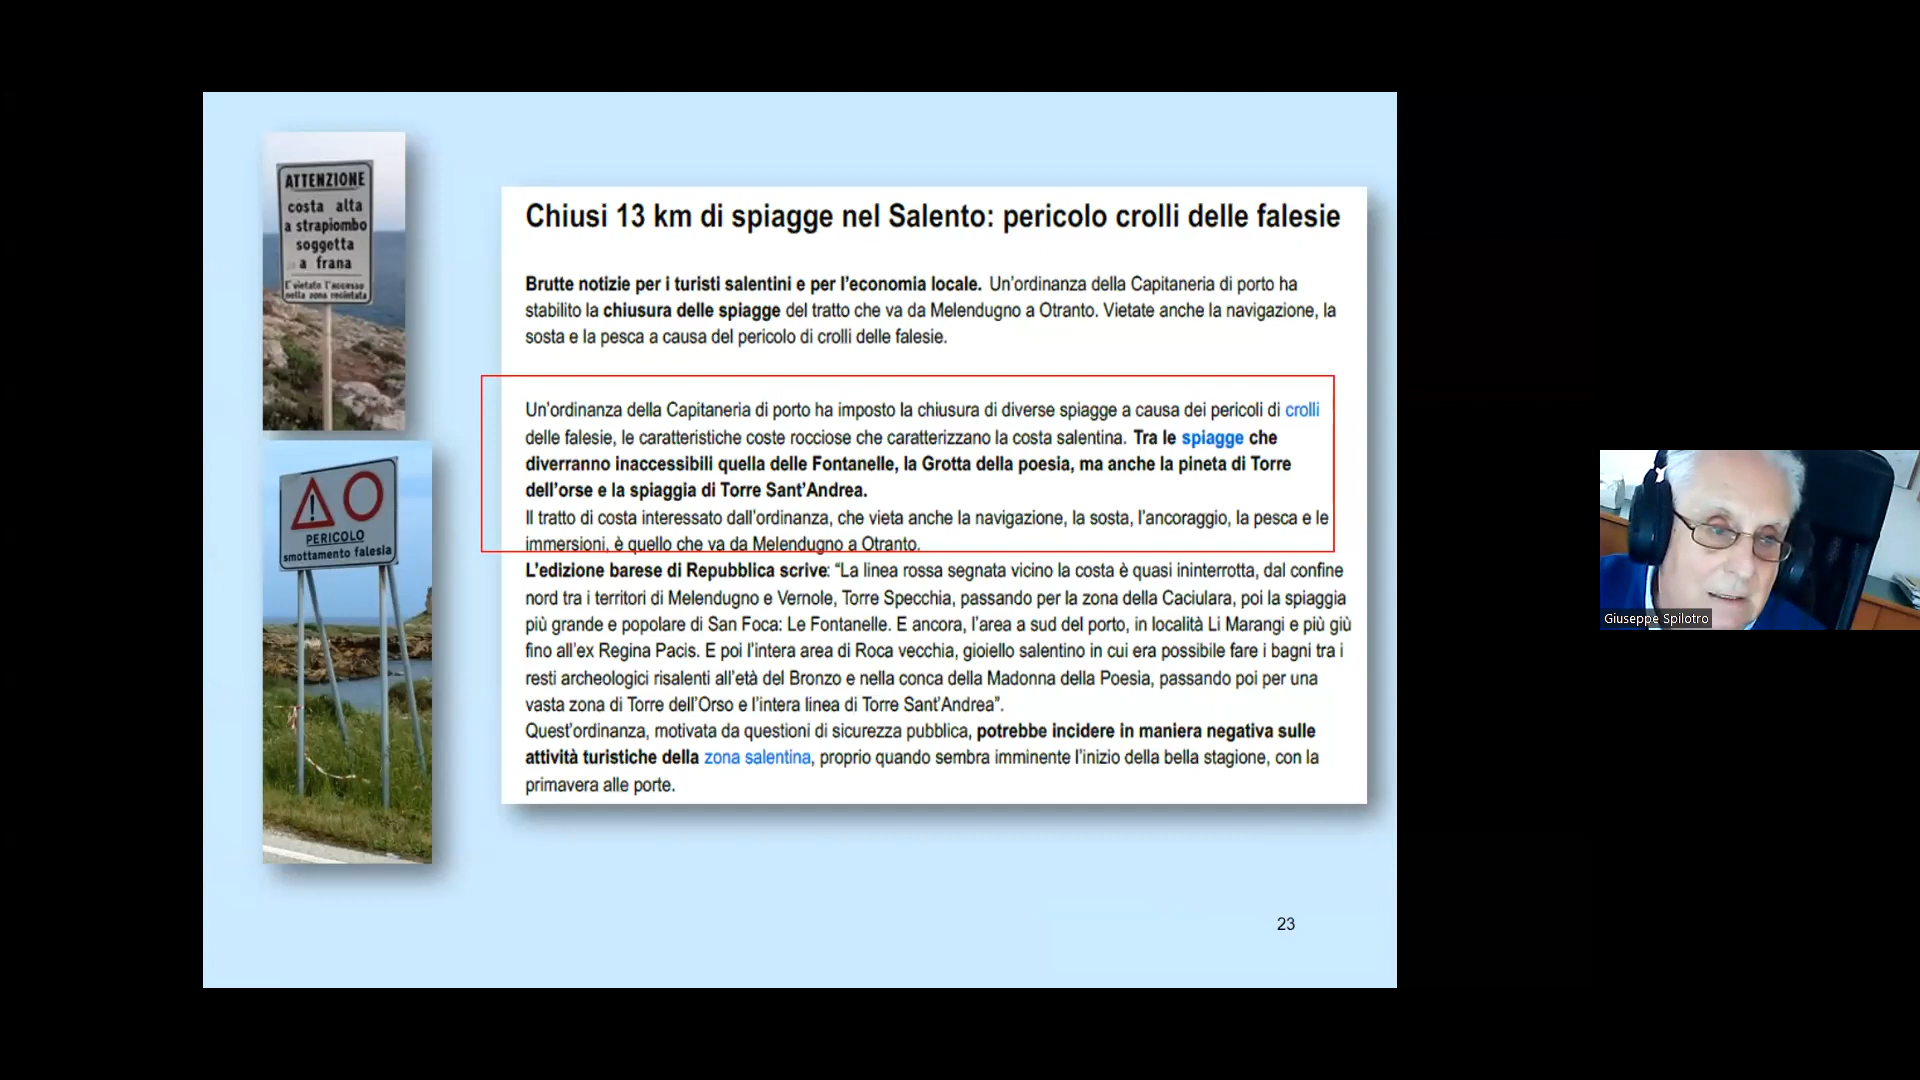 ATTENZIONE
costa alta
a strapiombo
soggetta
a frana
E' vietato l'accesso
nella zona recintata
PERICOLO
smottamento falesia
Chiusi 13 km di spiagge nel Salento: pericolo crolli delle falesie
Brutte notizie per i turisti salentini e per l'economia locale. Un'ordinanza della Capitaneria di porto ha
stabilito la chiusura delle spiagge del tratto che va da Melendugno a Otranto. Vietate anche la navigazione, la
sosta e la pesca a causa del pericolo di crolli delle falesie.
Un'ordinanza della Capitaneria di porto ha imposto la chiusura di diverse spiagge a causa dei pericoli di crolli
delle falesie, le caratteristiche coste rocciose che caratterizzano la costa salentina. Tra le spiagge che
diverranno inaccessibili quella delle Fontanelle, la Grotta della poesia, ma anche la pineta di Torre
dell'orse e la spiaggia di Torre Sant'Andrea.
Il tratto di costa interessato dall'ordinanza, che vieta anche la navigazione, la sosta, l'ancoraggio, la pesca e le
immersioni, è quello che va da Melendugno a Otranto.
L'edizione barese di Repubblica scrive: “La linea rossa segnata vicino la costa è quasi ininterrotta, dal confine
nord tra i territori di Melendugno e Vernole, Torre Specchia, passando per la zona della Caciulara, poi la spiaggia
più grande e popolare di San Foca: Le Fontanelle. E ancora, l'area a sud del porto, in località Li Marangi e più giù
fino all'ex Regina Pacis. E poi l'intera area di Roca vecchia, gioiello salentino in cui era possibile fare i bagni tra i
resti archeologici risalenti all'età del Bronzo e nella conca della Madonna della Poesia, passando poi per una
vasta zona di Torre dell'Orso e l'intera linea di Torre Sant'Andrea”.
Quest'ordinanza, motivata da questioni di sicurezza pubblica, potrebbe incidere in maniera negativa sulle
attività turistiche della zona salentina, proprio quando sembra imminente l'inizio della bella stagione, con la
primavera alle porte.
23
Giuseppe Spilotro